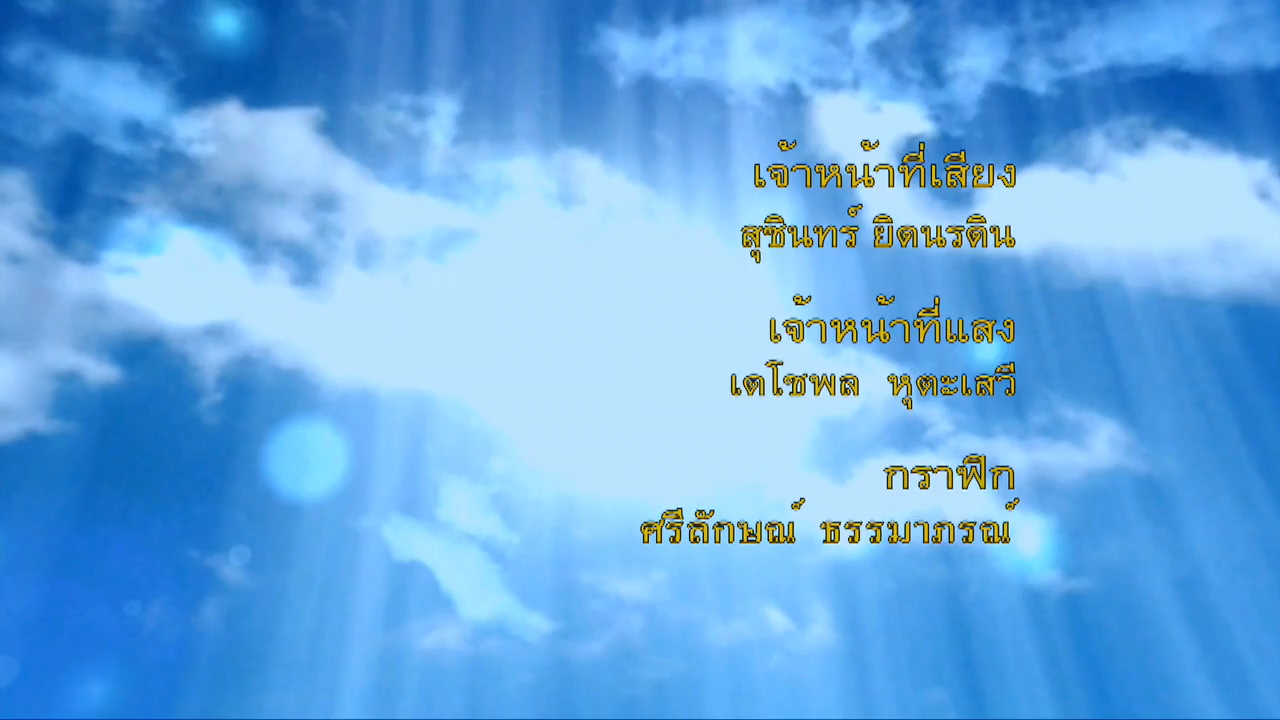 เจ้าหน้าที่เสียง
สุชินทร์ ยิตนรดิน
เจ้าหน้าที่แสง
เตโชพล หุตะเสวี
กราฟิก
ศรีลักษณ์ ธรรมาภรณ์